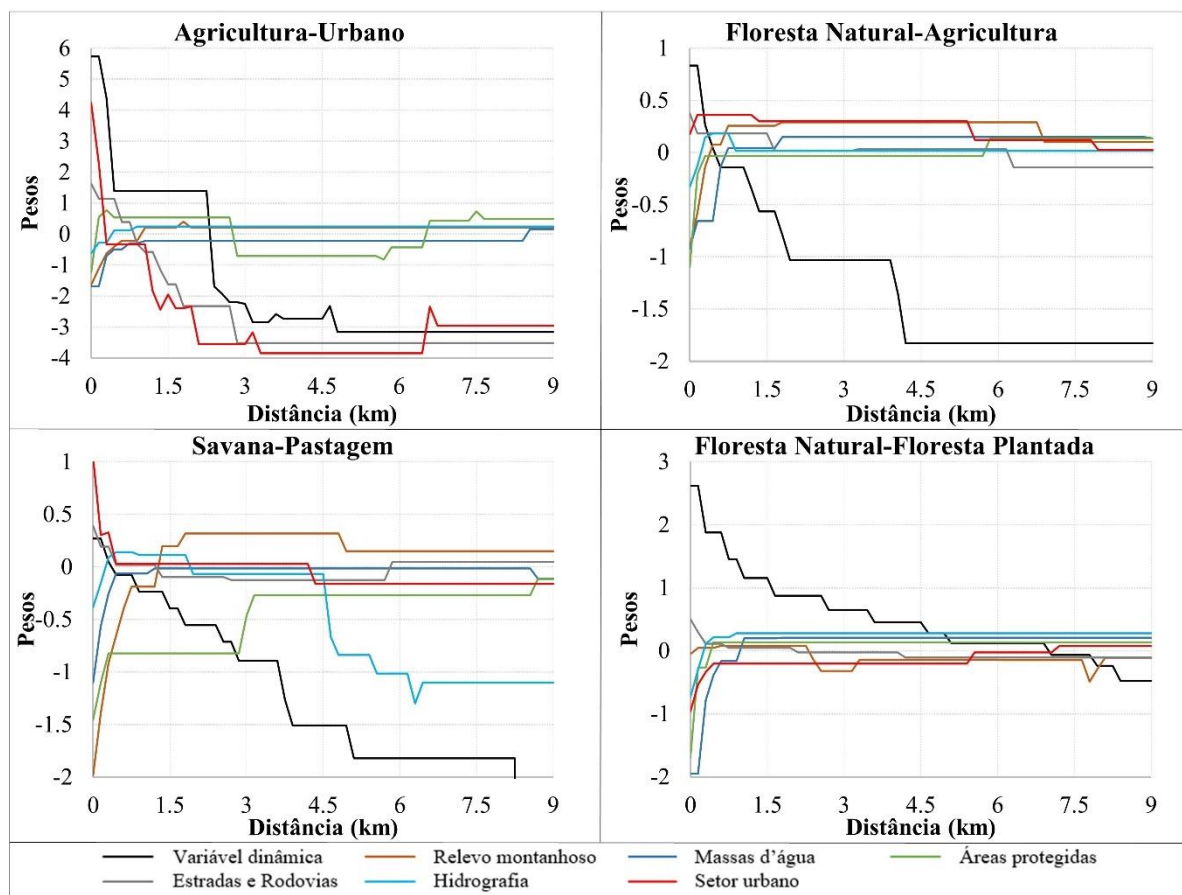 Agricultura-Urbano
6
5
4
3
2
1
0
-1
-2
-3
-4
Pesos
0 1.5 3 4.5 6 7.5 9
Distância (km)
Floresta Natural-Agricultura
1
0.5
0
-0.5
-1
-1.5
-2
Pesos
0 1.5 3 4.5 6 7.5 9
Distância (km)
Savana-Pastagem
1
0.5
0
-0.5
-1
-1.5
-2
Pesos
0 1.5 3 4.5 6 7.5 9
Distância (km)
Floresta Natural-Floresta Plantada
3
2
1
0
-1
-2
Pesos
0 1.5 3 4.5 6 7.5 9
Distância (km)
Variável dinâmica Relevo montanhoso Massas d’água Áreas protegidas
Estradas e Rodovias Hidrografia Setor urbano